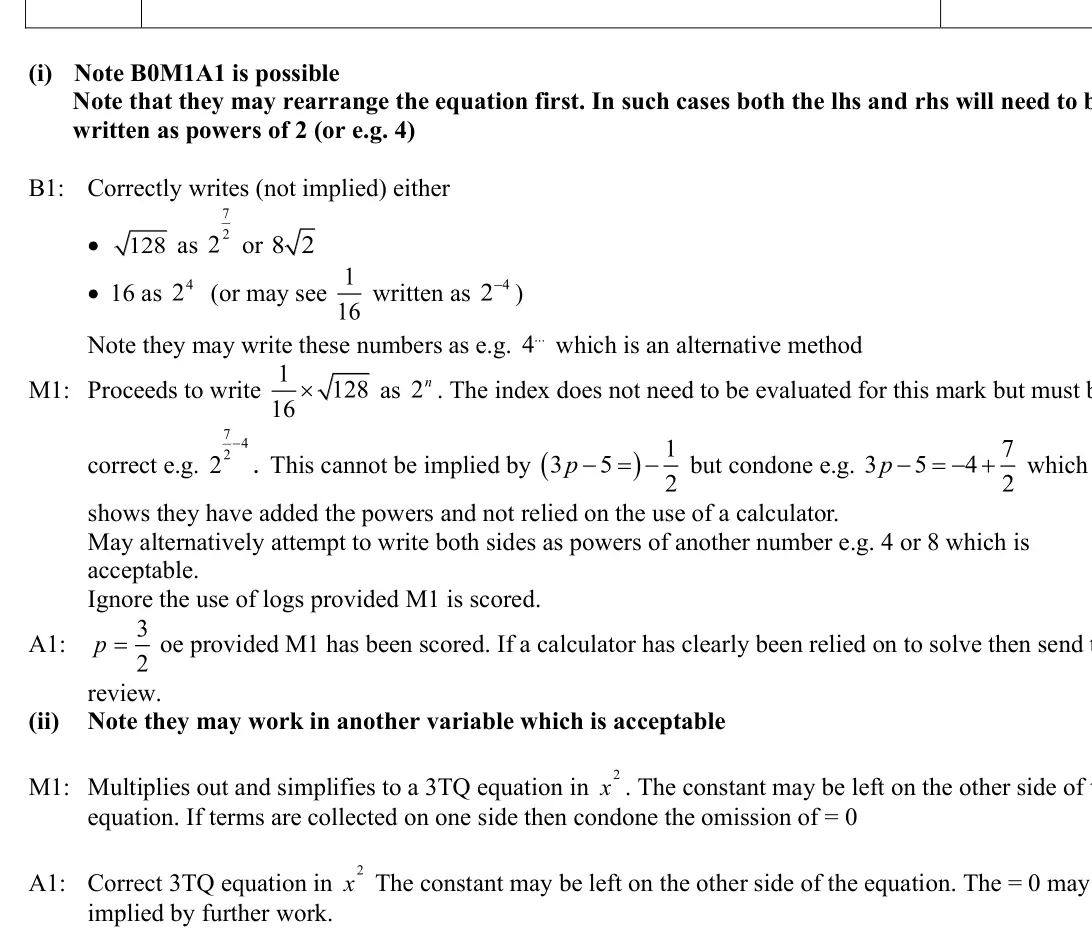 (i) Note B0M1A1 is possible
Note that they may rearrange the equation first. In such cases both the lhs and rhs will need to
written as powers of 2 (or e.g. 4)
B1: Correctly writes (not implied) either
• √128 as 2^(7/2) or 8√2
• 16 as 2^4 (or may see 1/16 written as 2^(−4))
Note they may write these numbers as e.g. 4^... which is an alternative method
M1: Proceeds to write 1/16 × √128 as 2^n. The index does not need to be evaluated for this mark but must
correct e.g. 2^(7/2−4). This cannot be implied by (3p − 5 =) − 1/2 but condone e.g. 3p − 5 = −4 + 7/2 which
shows they have added the powers and not relied on the use of a calculator.
May alternatively attempt to write both sides as powers of another number e.g. 4 or 8 which is
acceptable.
Ignore the use of logs provided M1 is scored.
A1: p = 3/2 oe provided M1 has been scored. If a calculator has clearly been relied on to solve then send
review.
(ii) Note they may work in another variable which is acceptable
M1: Multiplies out and simplifies to a 3TQ equation in x^2. The constant may be left on the other side of
equation. If terms are collected on one side then condone the omission of = 0
A1: Correct 3TQ equation in x^2 The constant may be left on the other side of the equation. The = 0 may
implied by further work.